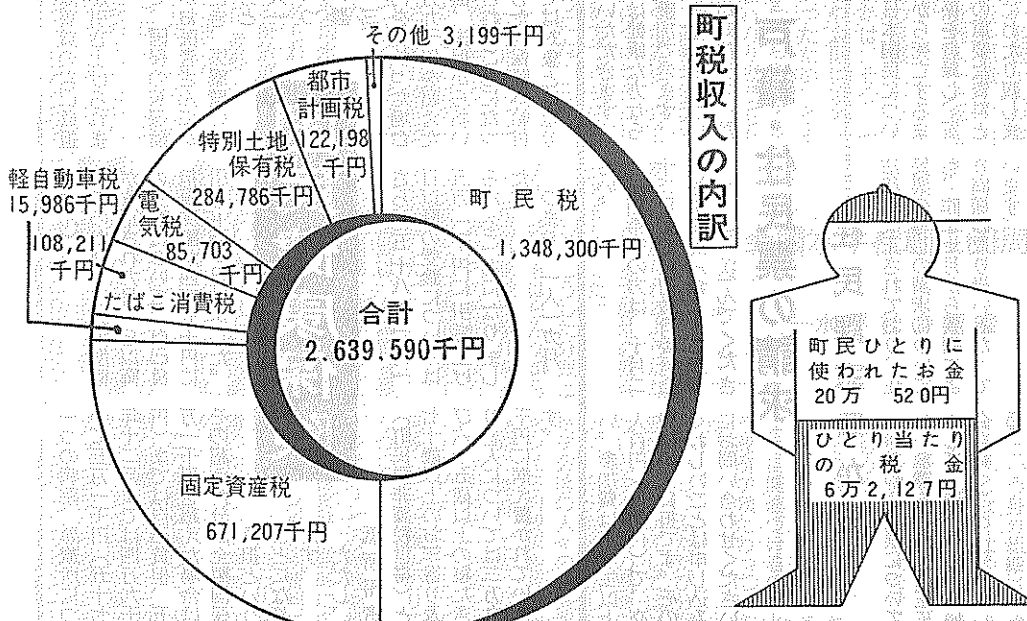 町税収入の内訳
その他 3,199千円
都市
計画税
122,198
千円
特別土地
保有税
284,786千円
軽自動車税
15,986千円
電
気税
85,703
千円
108,211
千円
たばこ消費税
町民税
1,348,300千円
合計
2.639.590千円
固定資産税
671,207千円
町民ひとりに
使われたお金
20万 520円
ひとり当たり
の税金
6万2,127円